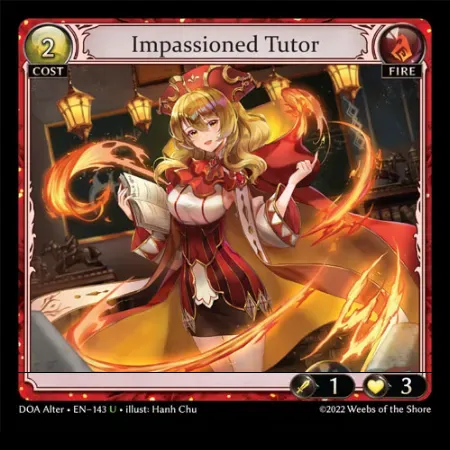 2
Impassioned Tutor
COST
FIRE
1
3
DOA Alter • EN-143 U • illust: Hanh Chu
©2022 Weebs of the Shore